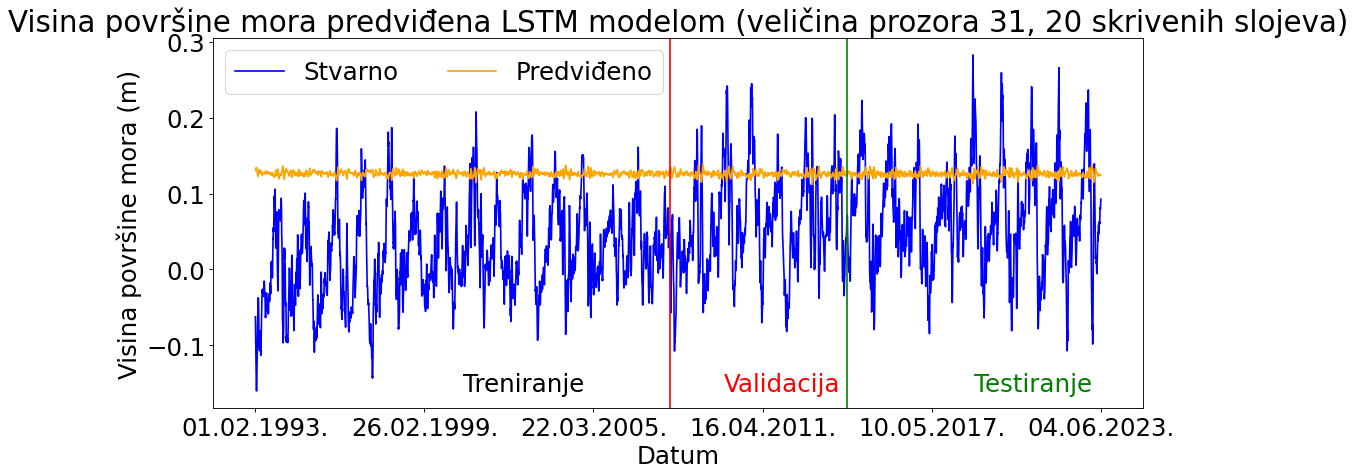 Visina površine mora predviđena LSTM modelom (veličina prozora 31, 20 skrivenih slojeva)
Stvarno
Predviđeno
Visina površine mora (m)
0.3
0.2
0.1
0.0
−0.1
Treniranje
Validacija
Testiranje
01.02.1993.
26.02.1999.
22.03.2005.
16.04.2011.
10.05.2017.
04.06.2023.
Datum